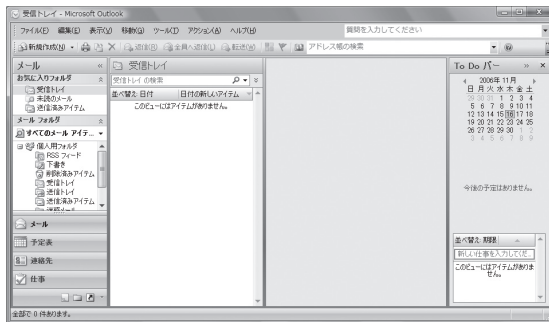 受信トレイ - Microsoft Outlook
ファイル(F) 編集(E) 表示(V) 移動(G) ツール(T) アクション(A) ヘルプ(H)
質問を入力してください
新規作成(N) 返信(R) 全員へ返信(L) 転送(W) アドレス帳の検索
メール
お気に入りフォルダ
受信トレイ
未読のメール
送信済みアイテム
メール フォルダ
すべてのメール アイテ...
個人用フォルダ
RSS フィード
下書き
削除済みアイテム
受信トレイ
送信トレイ
送信済みアイテム
迷惑メール
メール
予定表
連絡先
仕事
受信トレイ
受信トレイ の検索
並べ替え: 日付 日付の新しいアイテム
このビューにはアイテムがありません。
To Do バー
2006年 11月
日 月 火 水 木 金 土
29 30 31 1 2 3 4
5 6 7 8 9 10 11
12 13 14 15 16 17 18
19 20 21 22 23 24 25
26 27 28 29 30 1 2
3 4 5 6 7 8 9
今後の予定はありません。
並べ替え: 期限
新しい仕事を入力してくだ...
このビューにはアイテムがありま
せん。
全部で 0 件あります。